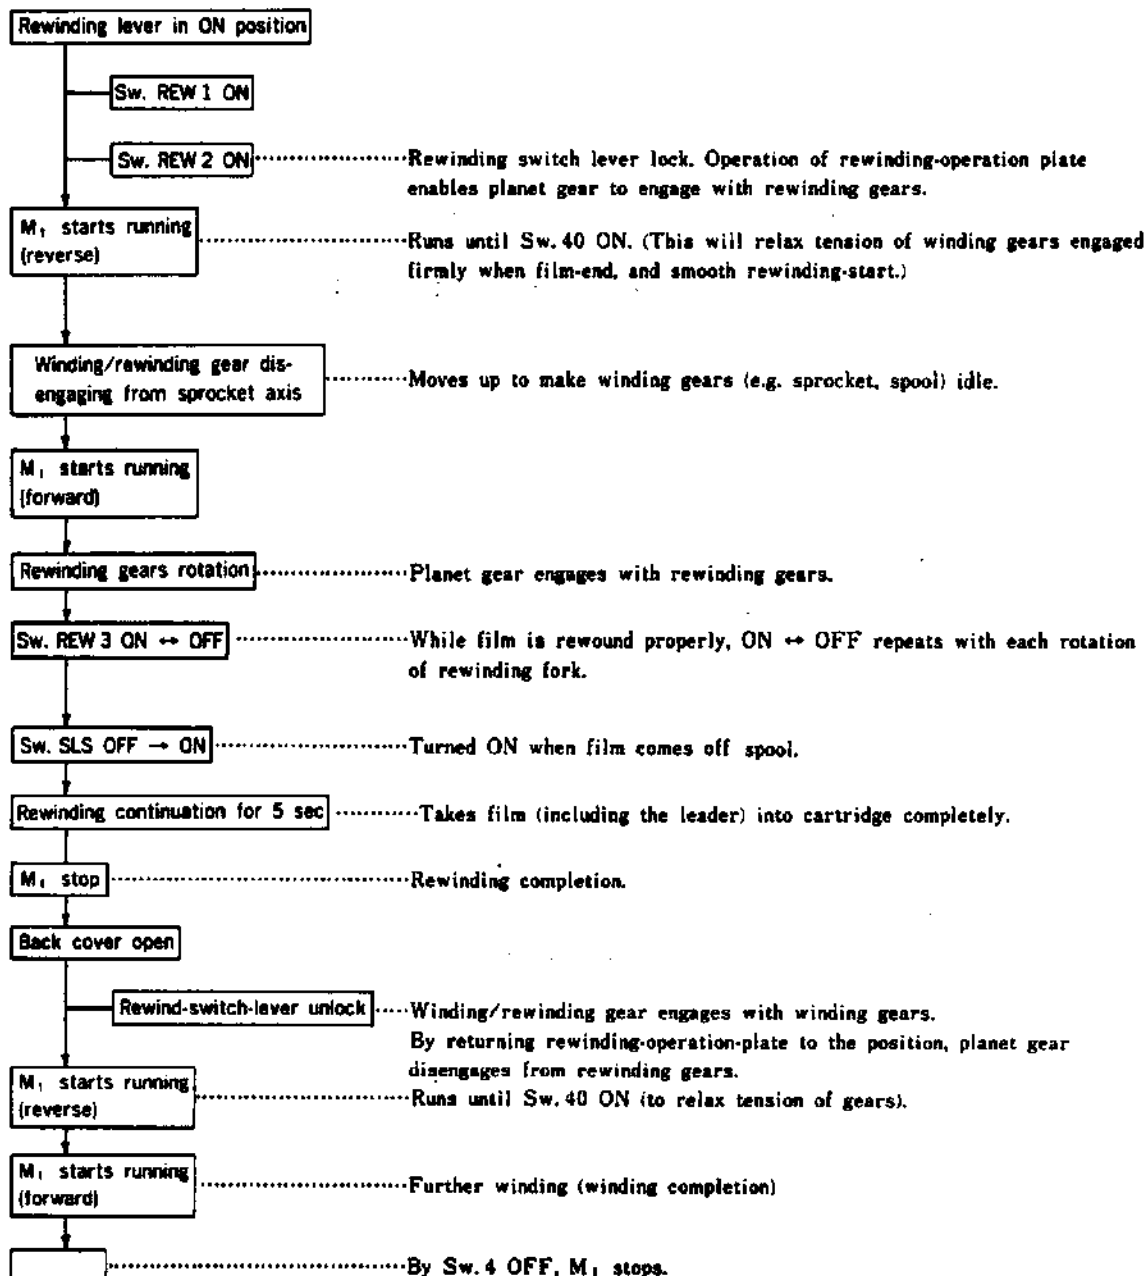 Rewinding lever in ON position
Sw. REW 1 ON
Sw. REW 2 ON
Rewinding switch lever lock. Operation of rewinding-operation plate
enables planet gear to engage with rewinding gears.
M₁ starts running
(reverse)
Runs until Sw. 40 ON. (This will relax tension of winding gears engaged
firmly when film-end, and smooth rewinding-start.)
Winding/rewinding gear dis-
engaging from sprocket axis
Moves up to make winding gears (e.g. sprocket, spool) idle.
M₁ starts running
(forward)
Rewinding gears rotation
Planet gear engages with rewinding gears.
Sw. REW 3 ON ↔ OFF
While film is rewound properly, ON ↔ OFF repeats with each rotation
of rewinding fork.
Sw. SLS OFF → ON
Turned ON when film comes off spool.
Rewinding continuation for 5 sec
Takes film (including the leader) into cartridge completely.
M₁ stop
Rewinding completion.
Back cover open
Rewind-switch-lever unlock
Winding/rewinding gear engages with winding gears.
By returning rewinding-operation-plate to the position, planet gear
disengages from rewinding gears.
M₁ starts running
(reverse)
Runs until Sw. 40 ON (to relax tension of gears).
M₁ starts running
(forward)
Further winding (winding completion)
By Sw. 4 OFF, M₁ stops.